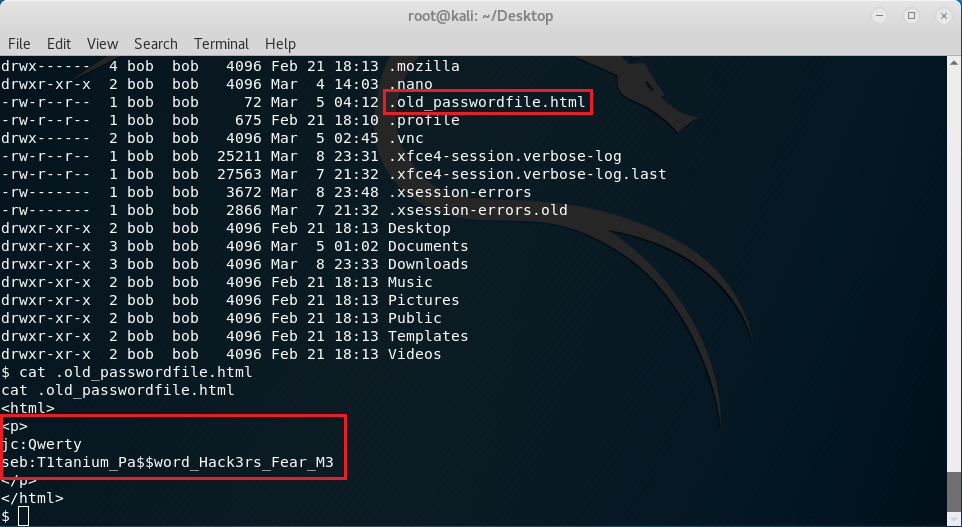 root@kali: ~/Desktop
File Edit View Search Terminal Help
drwx------  4 bob  bob   4096 Feb 21 18:13 .mozilla
drwxr-xr-x  2 bob  bob   4096 Mar  4 14:03 .nano
-rw-r--r--  1 bob  bob     72 Mar  5 04:12 .old_passwordfile.html
-rw-r--r--  1 bob  bob    675 Feb 21 18:10 .profile
drwx------  2 bob  bob   4096 Mar  5 02:45 .vnc
-rw-r--r--  1 bob  bob  25211 Mar  8 23:31 .xfce4-session.verbose-log
-rw-r--r--  1 bob  bob  27563 Mar  7 21:32 .xfce4-session.verbose-log.last
-rw-------  1 bob  bob   3672 Mar  8 23:48 .xsession-errors
-rw-------  1 bob  bob   2866 Mar  7 21:32 .xsession-errors.old
drwxr-xr-x  2 bob  bob   4096 Feb 21 18:13 Desktop
drwxr-xr-x  3 bob  bob   4096 Mar  5 01:02 Documents
drwxr-xr-x  3 bob  bob   4096 Mar  8 23:33 Downloads
drwxr-xr-x  2 bob  bob   4096 Feb 21 18:13 Music
drwxr-xr-x  2 bob  bob   4096 Feb 21 18:13 Pictures
drwxr-xr-x  2 bob  bob   4096 Feb 21 18:13 Public
drwxr-xr-x  2 bob  bob   4096 Feb 21 18:13 Templates
drwxr-xr-x  2 bob  bob   4096 Feb 21 18:13 Videos
$ cat .old_passwordfile.html
cat .old_passwordfile.html
<html>
<p>
jc:Qwerty
seb:T1tanium_Pa$$word_Hack3rs_Fear_M3
</p>
</html>
$